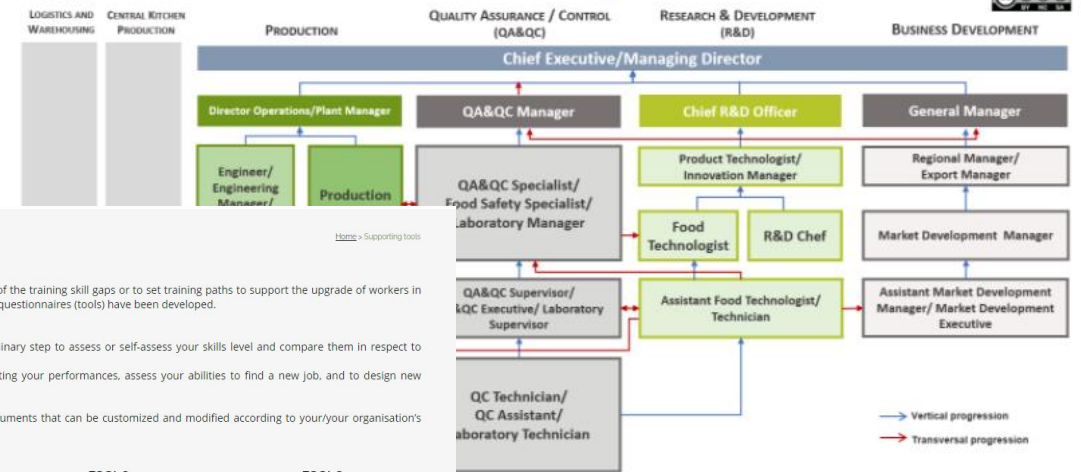 LOGISTICS AND
WAREHOUSING
CENTRAL KITCHEN
PRODUCTION
PRODUCTION
QUALITY ASSURANCE / CONTROL
(QA&QC)
RESEARCH & DEVELOPMENT
(R&D)
BUSINESS DEVELOPMENT
BY NC SA
Chief Executive/Managing Director
Director Operations/Plant Manager
QA&QC Manager
Chief R&D Officer
General Manager
Engineer/
Engineering
Manager/
Production
QA&QC Specialist/
Food Safety Specialist/
Laboratory Manager
Product Technologist/
Innovation Manager
Regional Manager/
Export Manager
Food
Technologist
R&D Chef
Market Development Manager
QA&QC Supervisor/
QC Executive/ Laboratory
Supervisor
Assistant Food Technologist/
Technician
Assistant Market Development
Manager/ Market Development
Executive
QC Technician/
QC Assistant/
aboratory Technician
Vertical progression
Transversal progression
Home > Supporting tools
of the training skill gaps or to set training paths to support the upgrade of workers in
questionnaires (tools) have been developed.
inary step to assess or self-assess your skills level and compare them in respect to
ting your performances, assess your abilities to find a new job, and to design new
uments that can be customized and modified according to your/your organisation's